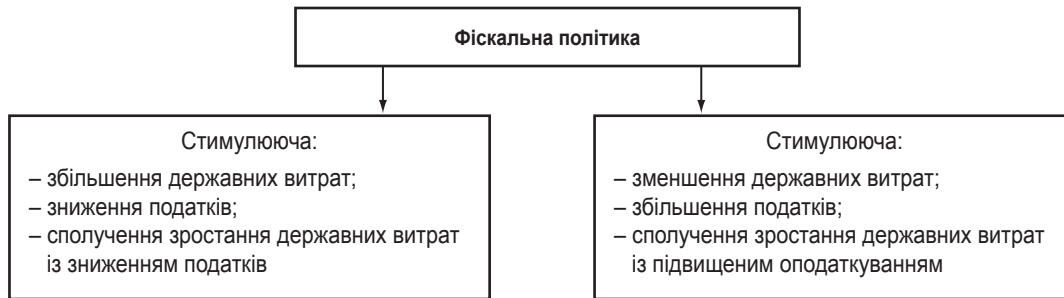 Фіскальна політика
Стимулююча:
– збільшення державних витрат;
– зниження податків;
– сполучення зростання державних витрат
із зниженням податків
Стимулююча:
– зменшення державних витрат;
– збільшення податків;
– сполучення зростання державних витрат
із підвищеним оподаткуванням